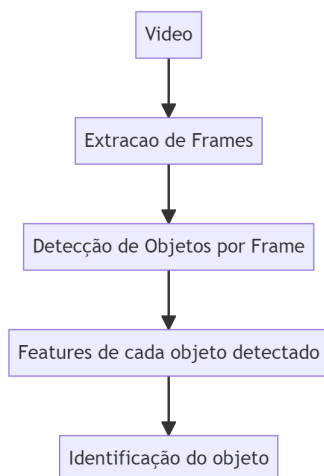 Video
Extracao de Frames
Detecção de Objetos por Frame
Features de cada objeto detectado
Identificação do objeto